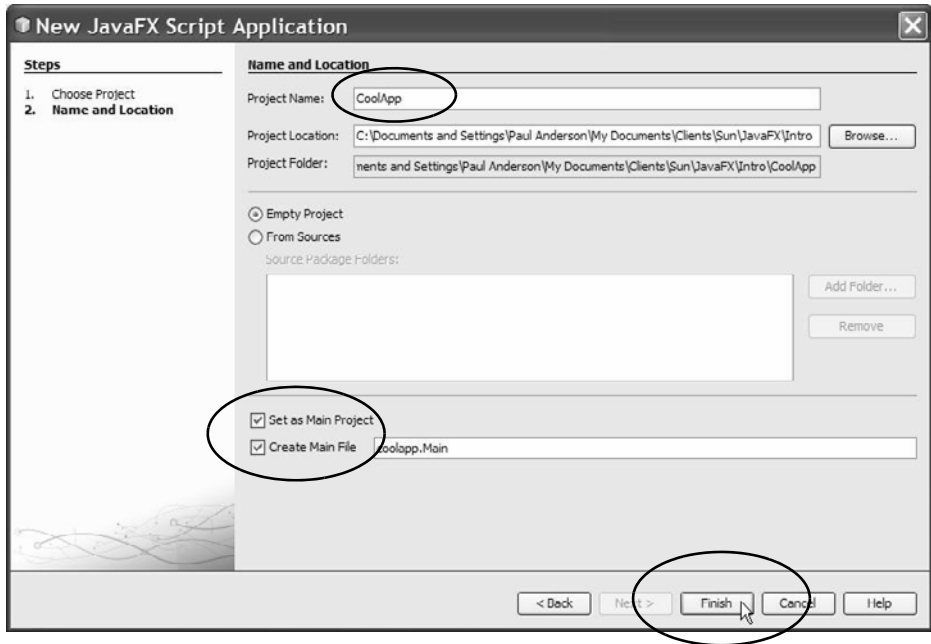 New JavaFX Script Application
Steps
1. Choose Project
2. Name and Location
Name and Location
Project Name: CoolApp
Project Location: C:\Documents and Settings\Paul Anderson\My Documents\Clients\Sun\JavaFX\Intro Browse...
Project Folder: ments and Settings\Paul Anderson\My Documents\Clients\Sun\JavaFX\Intro\CoolApp
Empty Project
From Sources
Source Package Folders:
Add Folder...
Remove
Set as Main Project
Create Main File coolapp.Main
< Back Next > Finish Cancel Help